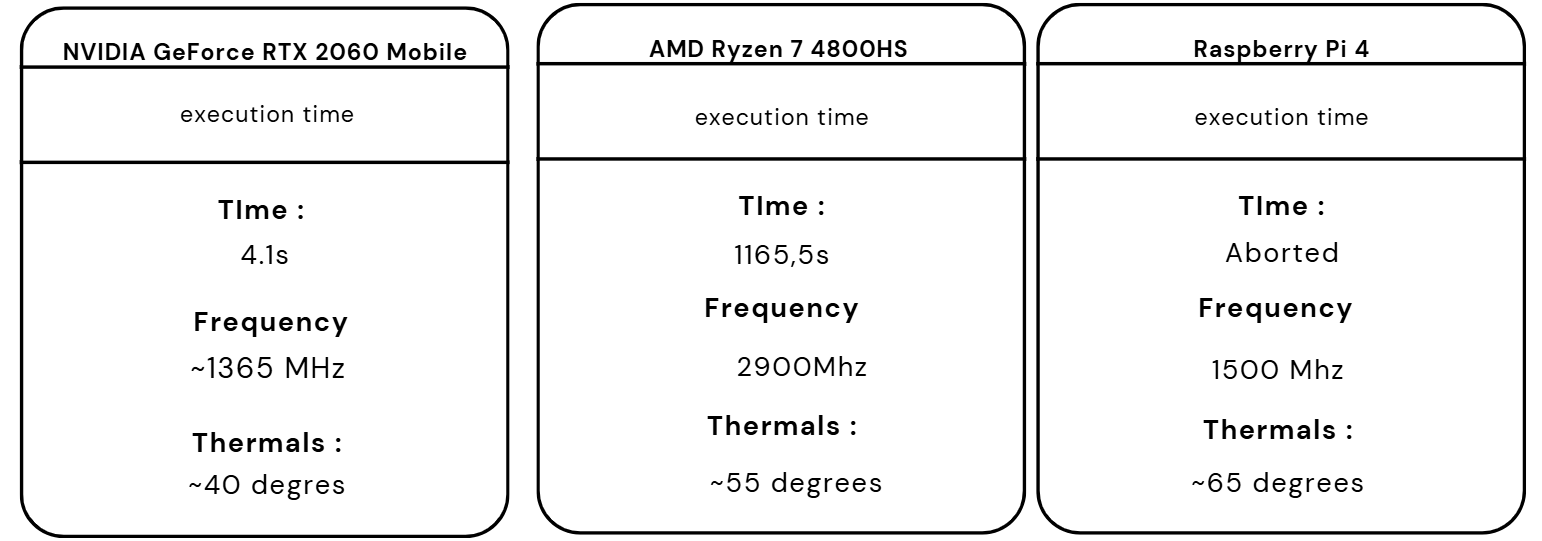 NVIDIA GeForce RTX 2060 Mobile
execution time
TIme :
4.1s
Frequency
~1365 MHz
Thermals :
~40 degres
AMD Ryzen 7 4800HS
execution time
TIme :
1165,5s
Frequency
2900Mhz
Thermals :
~55 degrees
Raspberry Pi 4
execution time
TIme :
Aborted
Frequency
1500 Mhz
Thermals :
~65 degrees